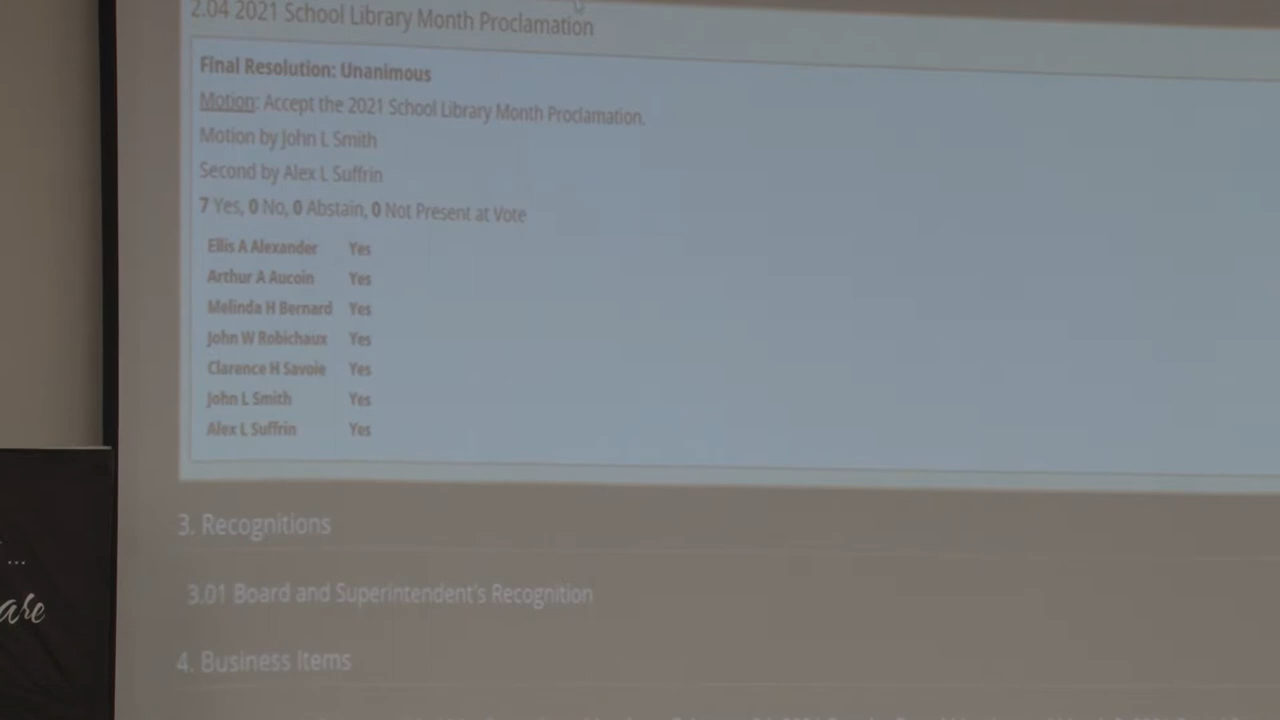 2.04 2021 School Library Month Proclamation
Final Resolution: Unanimous
Motion: Accept the 2021 School Library Month Proclamation.
Motion by John L Smith
Second by Alex L Suffrin
7 Yes, 0 No, 0 Abstain, 0 Not Present at Vote
Ellis A Alexander Yes
Arthur A Aucoin Yes
Melinda H Bernard Yes
John W Robichaux Yes
Clarence H Savoie Yes
John L Smith Yes
Alex L Suffrin Yes
3. Recognitions
3.01 Board and Superintendent's Recognition
4. Business Items